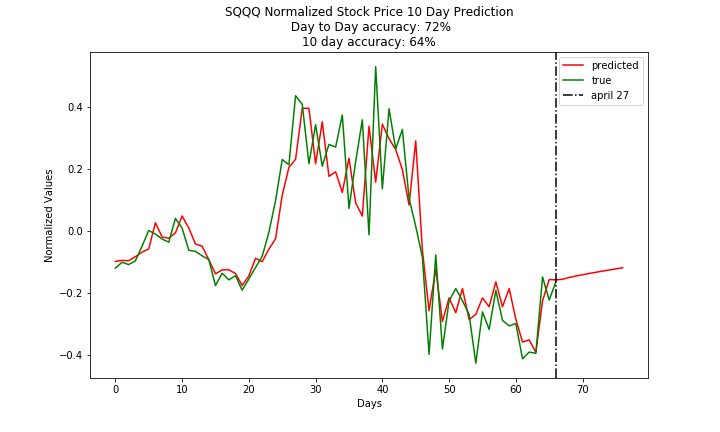 SQQQ Normalized Stock Price 10 Day Prediction
Day to Day accuracy: 72%
10 day accuracy: 64%
predicted
true
april 27
Normalized Values
0.4
0.2
0.0
−0.2
−0.4
0 10 20 30 40 50 60 70
Days